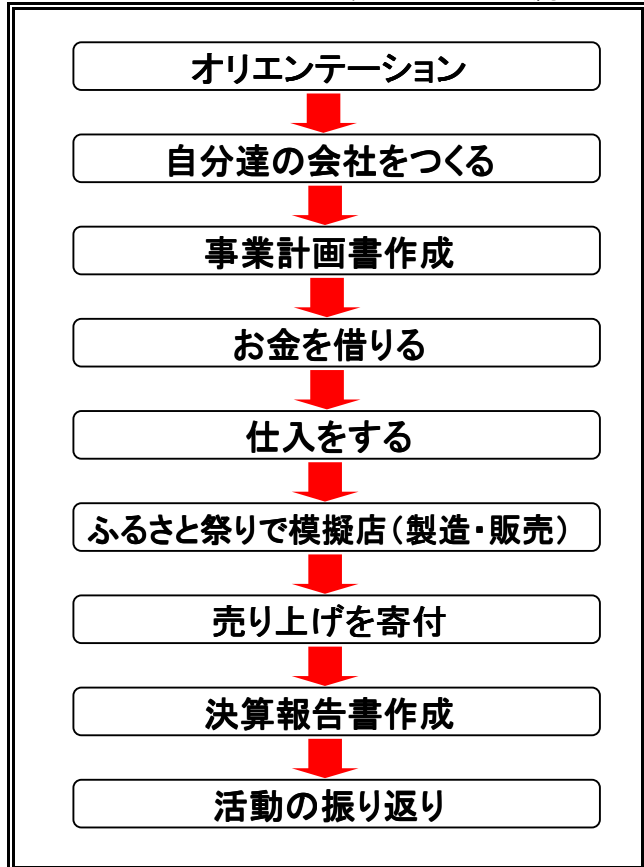 オリエンテーション
自分達の会社をつくる
事業計画書作成
お金を借りる
仕入をする
ふるさと祭りで模擬店(製造・販売)
売り上げを寄付
決算報告書作成
活動の振り返り